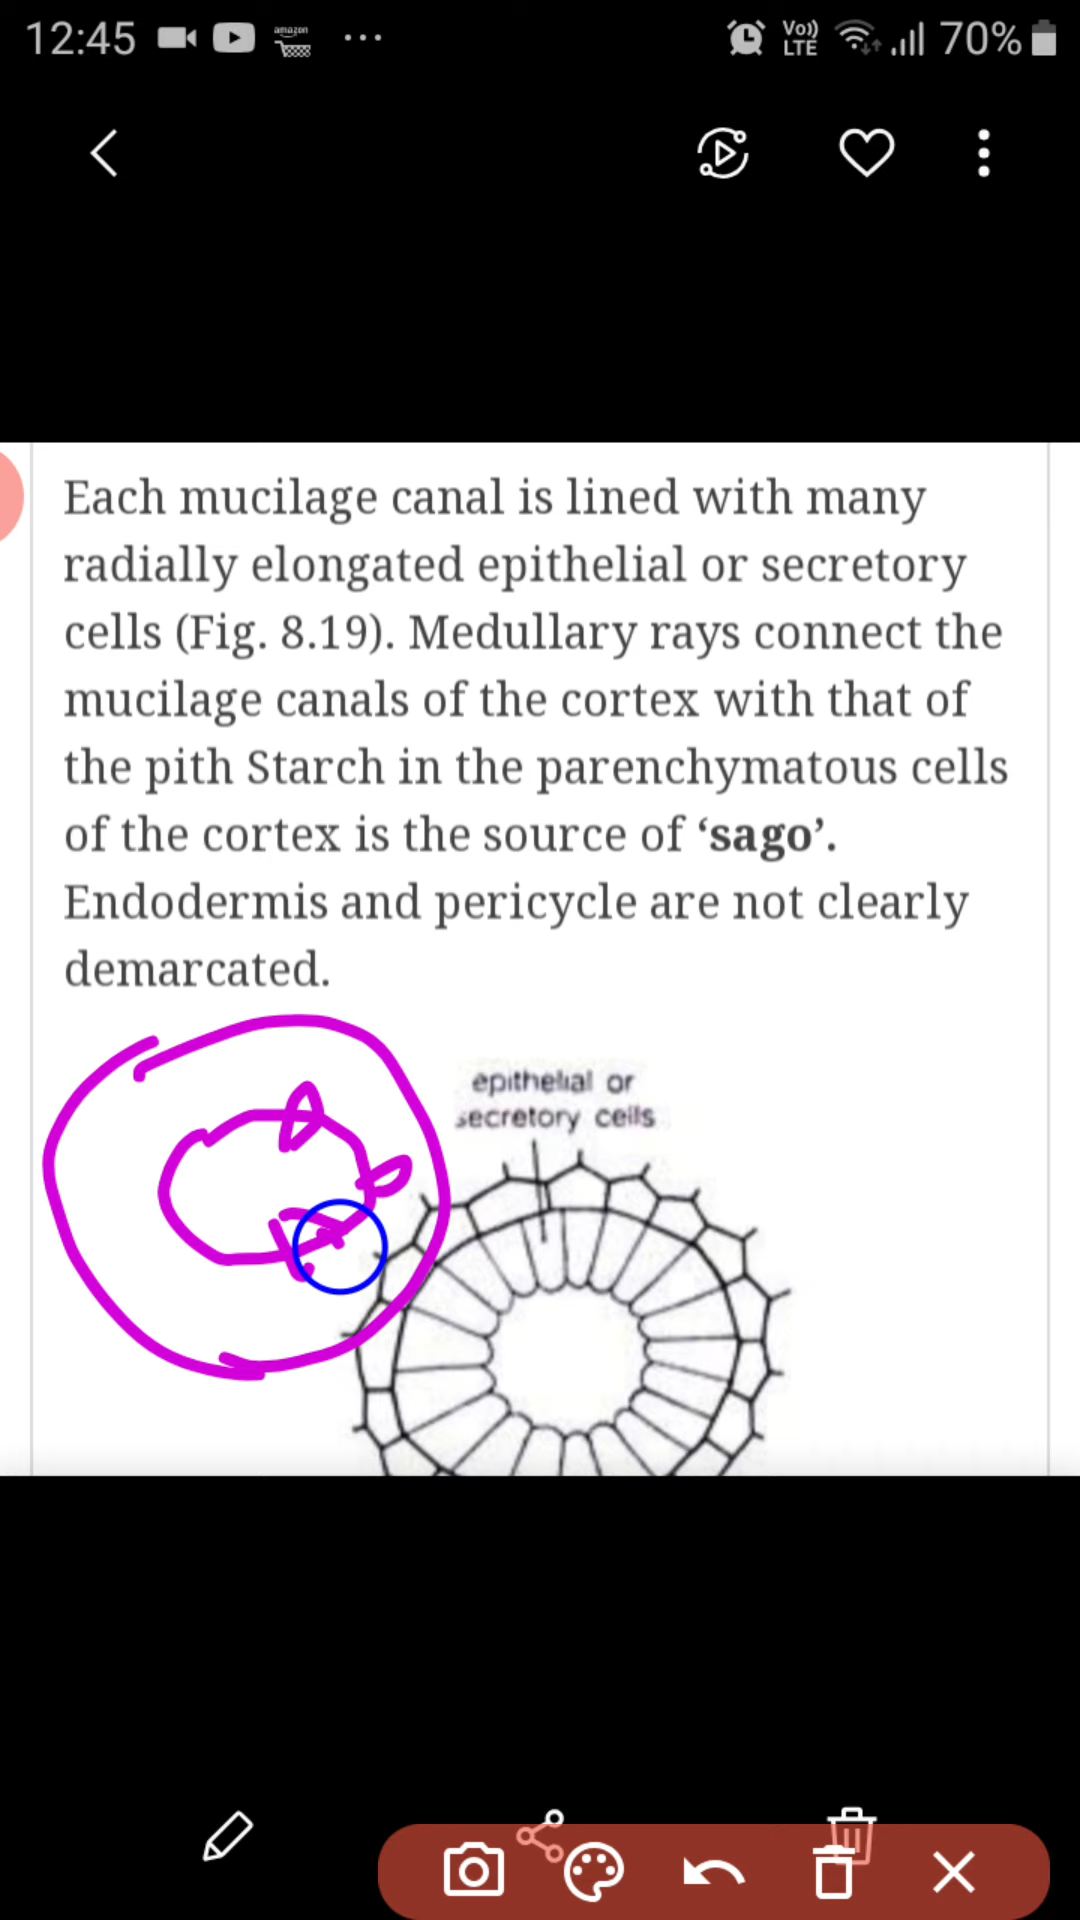 12:45
amazon
Vo))
LTE
70%
Each mucilage canal is lined with many
radially elongated epithelial or secretory
cells (Fig. 8.19). Medullary rays connect the
mucilage canals of the cortex with that of
the pith Starch in the parenchymatous cells
of the cortex is the source of ‘sago’.
Endodermis and pericycle are not clearly
demarcated.
epithelial or
secretory cells